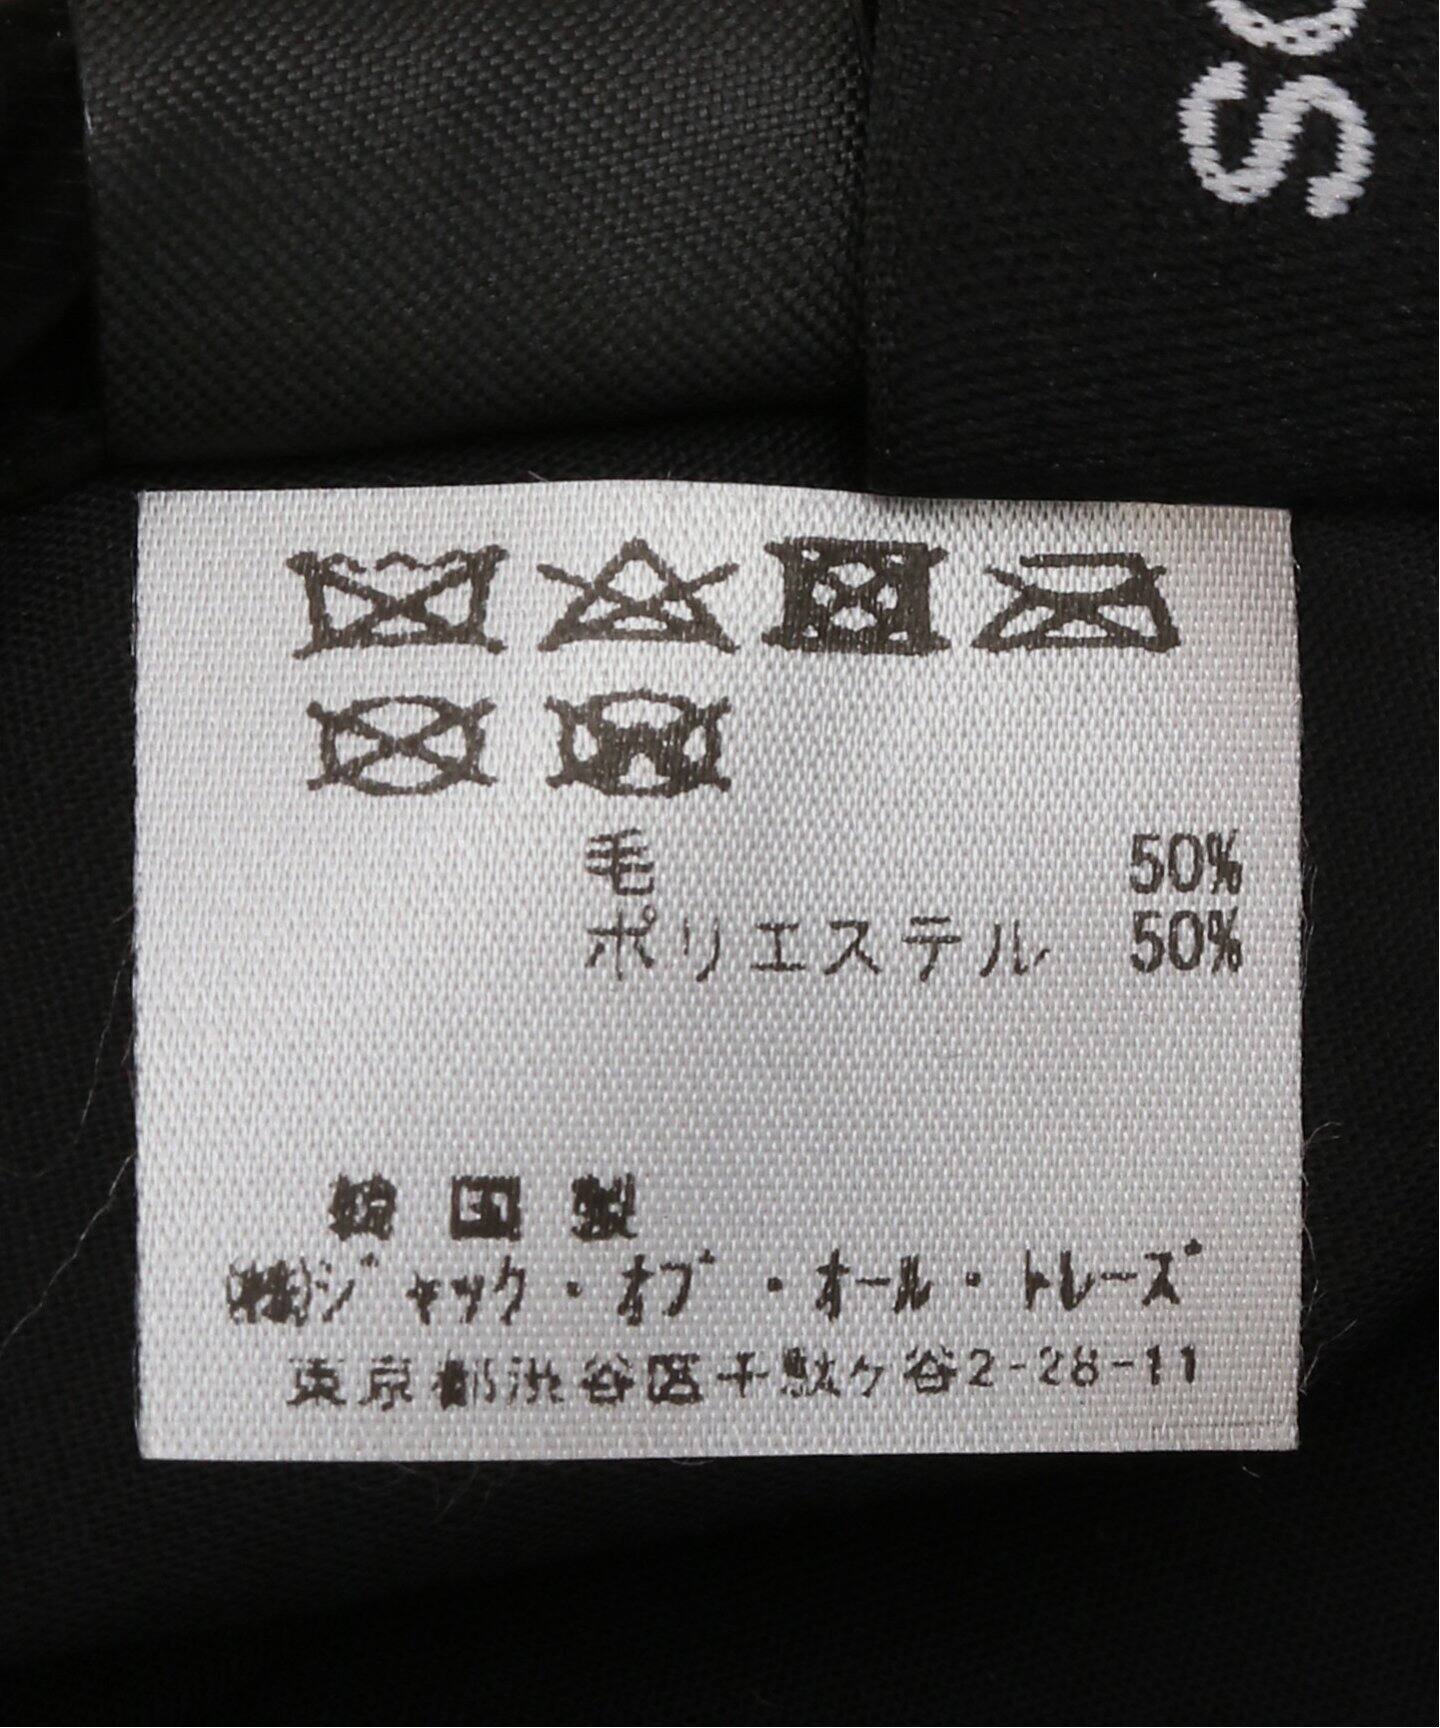 so
毛 50%
ポリエステル 50%
韓国製
(株)ジャック・オブ・オール・トレーズ
東京都渋谷区千駄ケ谷2-28-11